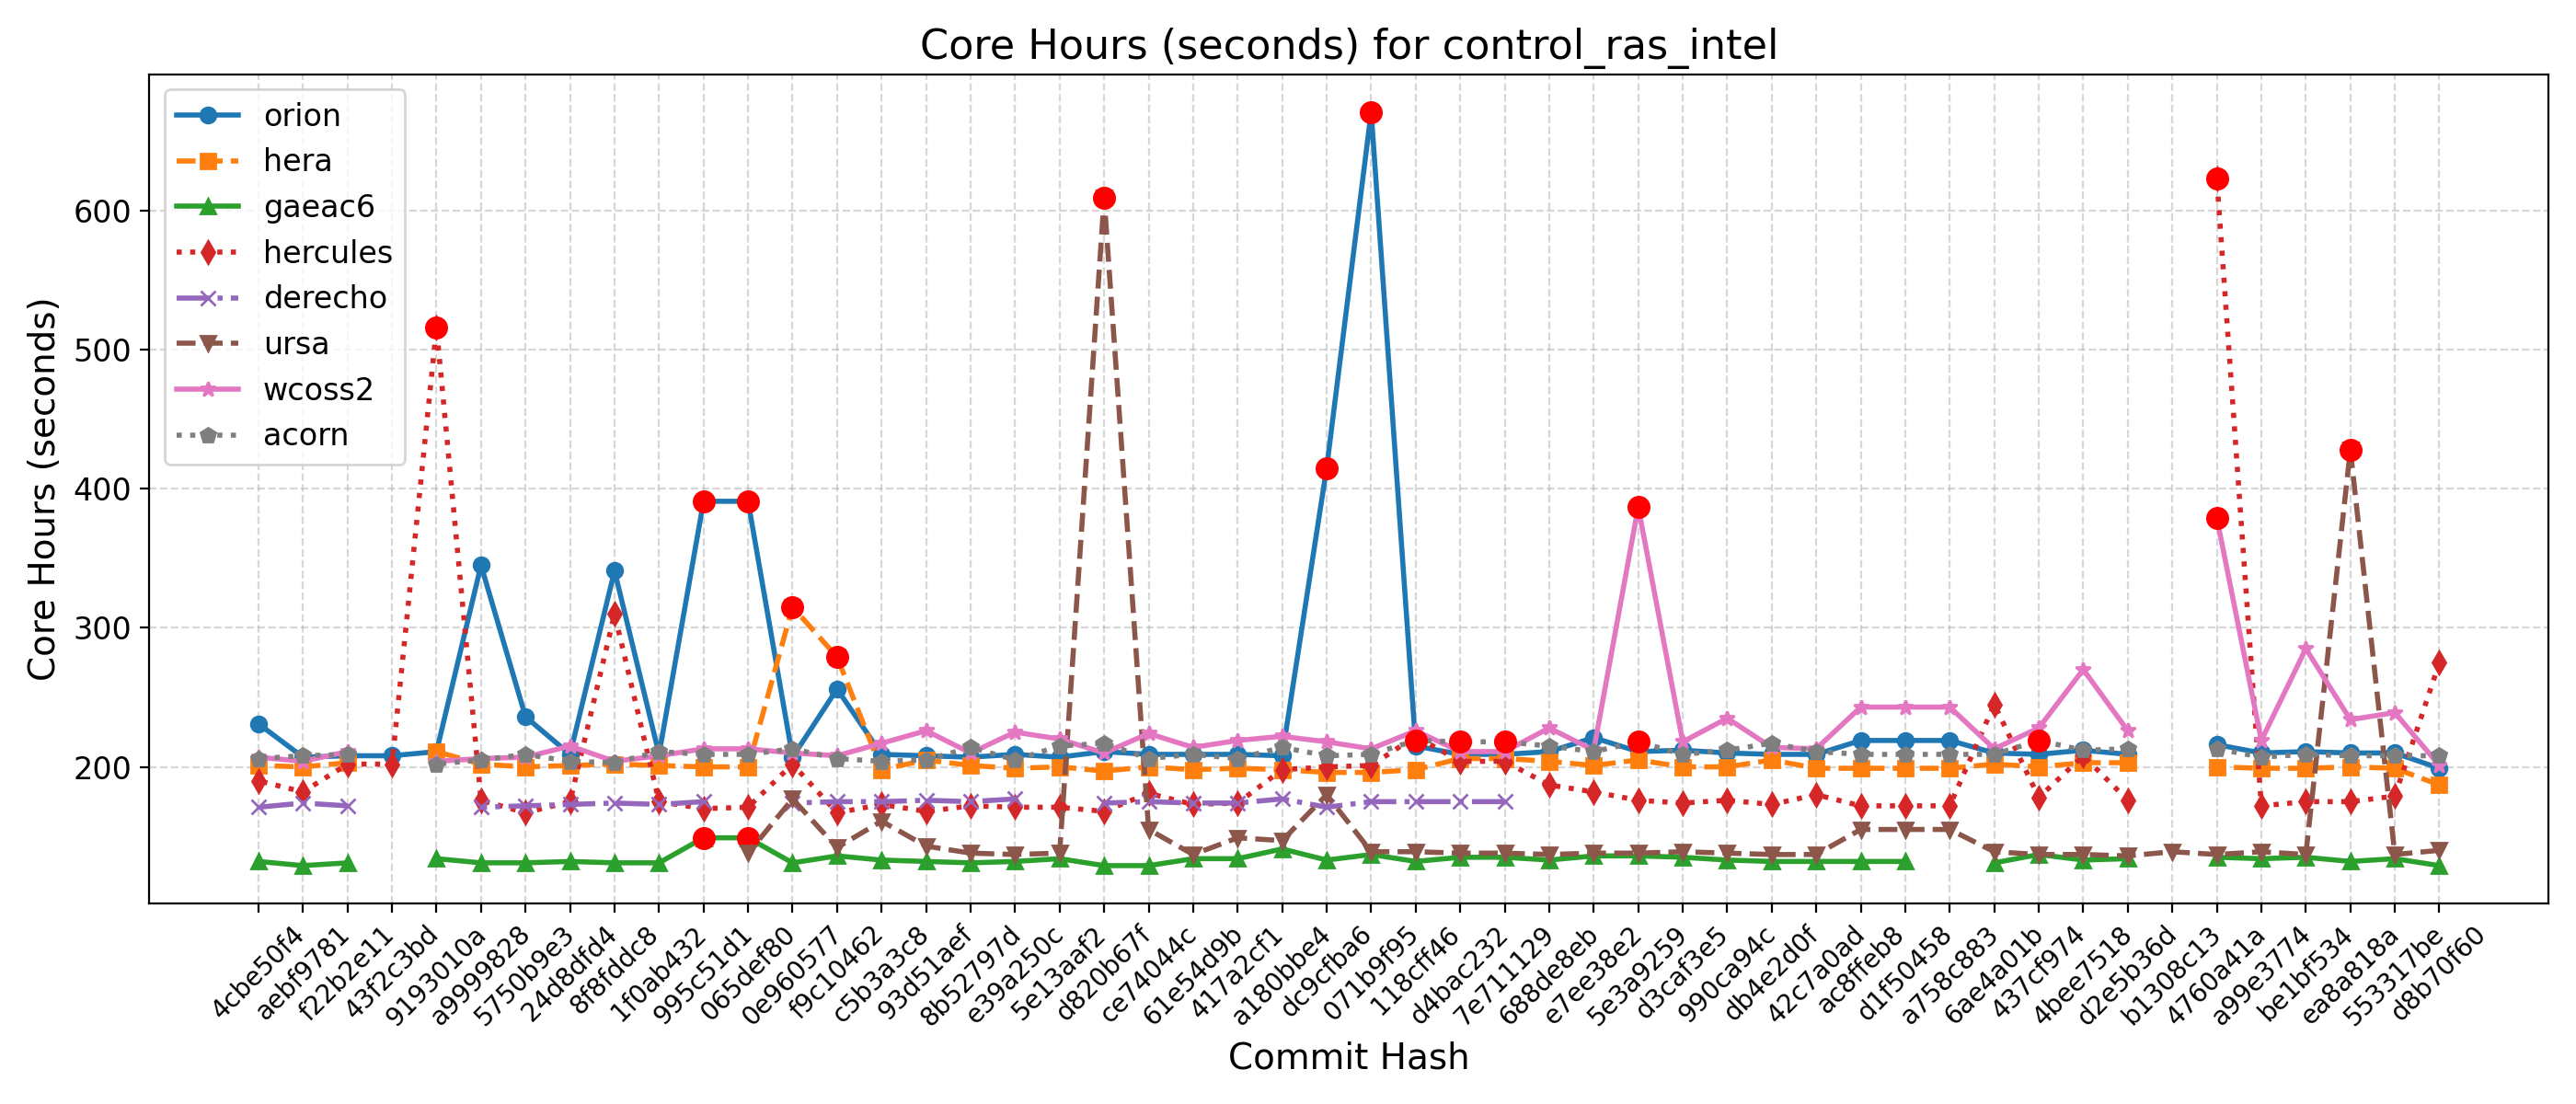 Core Hours (seconds) for control_ras_intel
Core Hours (seconds)
600
500
400
300
200
orion
hera
gaeac6
hercules
derecho
ursa
wcoss2
acorn
4cbe50f4
aebf9781
f22b2e11
43f2c3bd
9193010a
a9999828
5750b9e3
24d8dfd4
8f8fddc8
1f0ab432
995c51d1
065def80
0e960577
f9c10462
c5b3a3c8
93d51aef
8b52797d
e39a250c
5e13aaf2
d820b67f
ce74044c
61e54d9b
417a2cf1
a180bbe4
dc9cfba6
071b9f95
118cff46
d4bac232
7e711129
688de8eb
e7ee38e2
5e3a9259
d3caf3e5
990ca94c
db4e2d0f
42c7a0ad
ac8ffeb8
d1f50458
a758c883
6ae4a01b
437cf974
4bee7518
d2e5b36d
b1308c13
4760a41a
a99e3774
be1bf534
ea8a818a
553317be
d8b70f60
Commit Hash